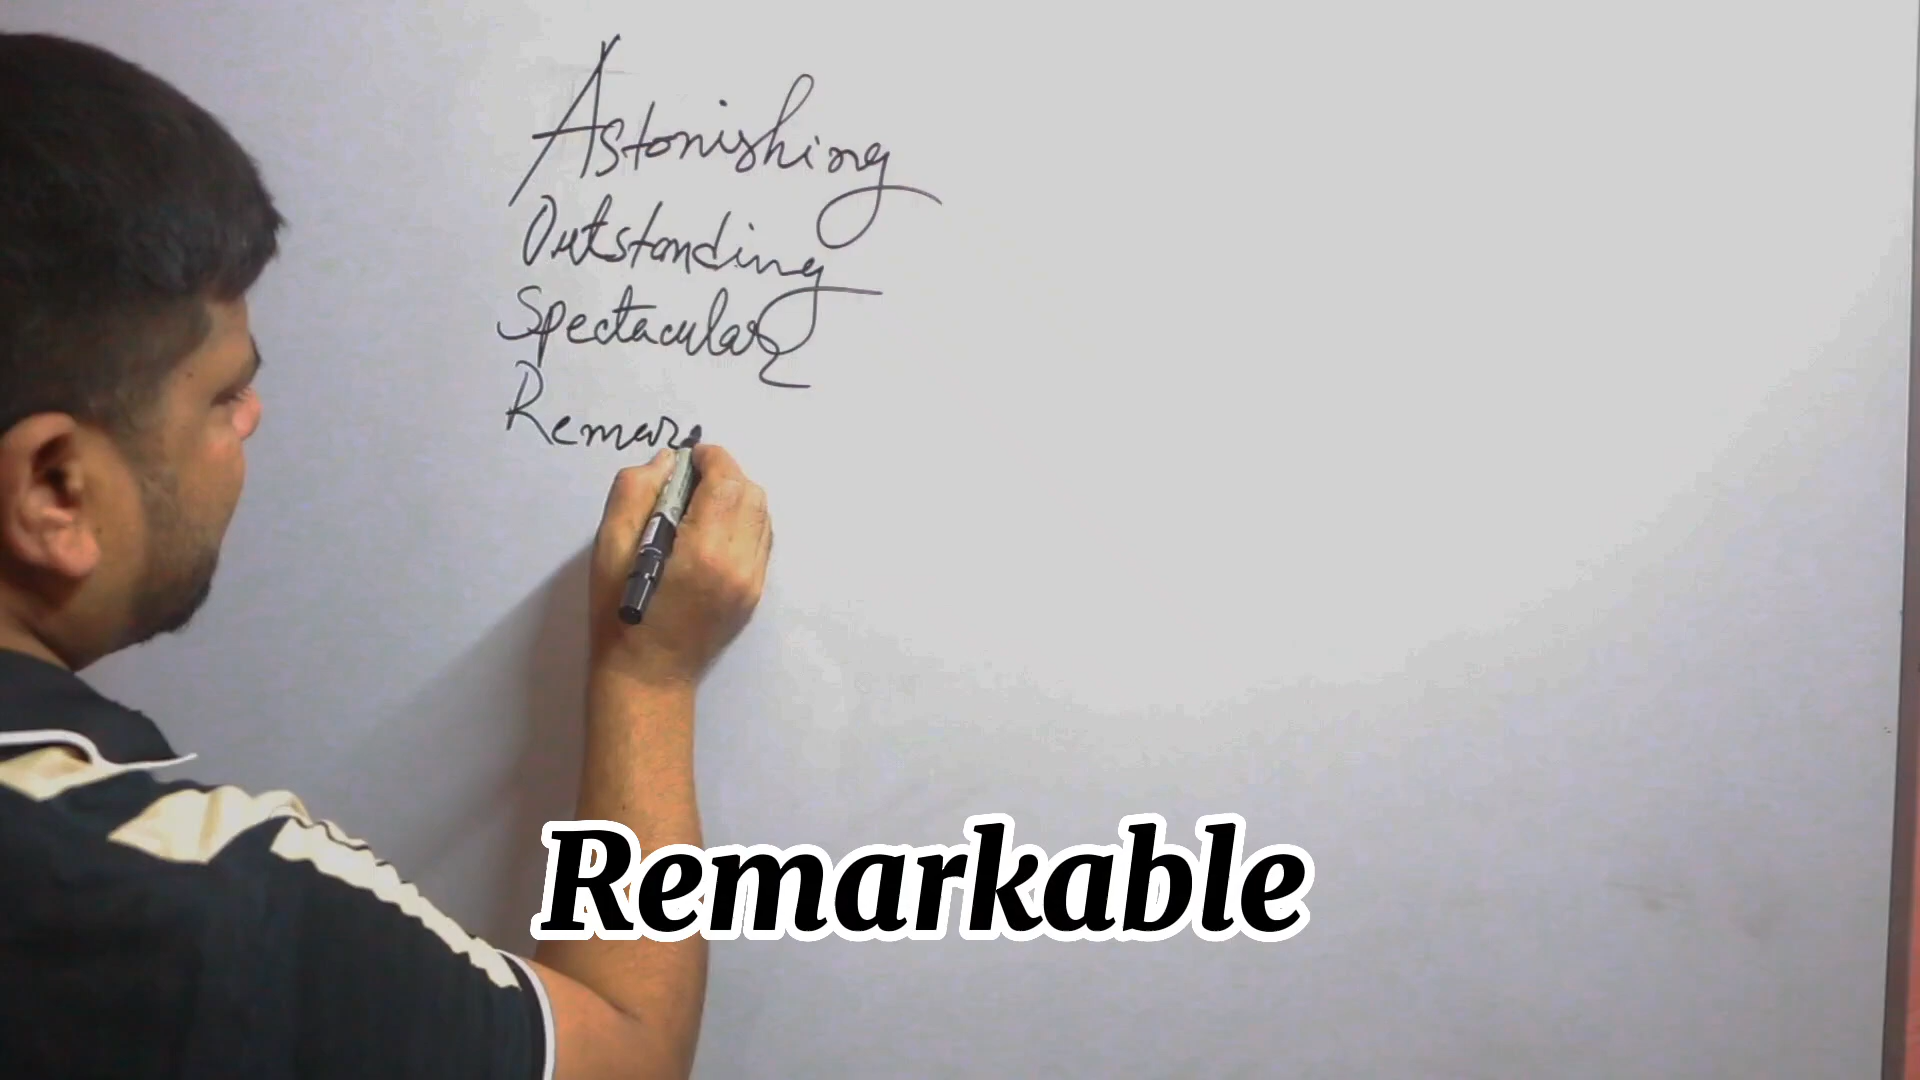 Astonishing
Outstanding
Spectacular
Remar
Remarkable